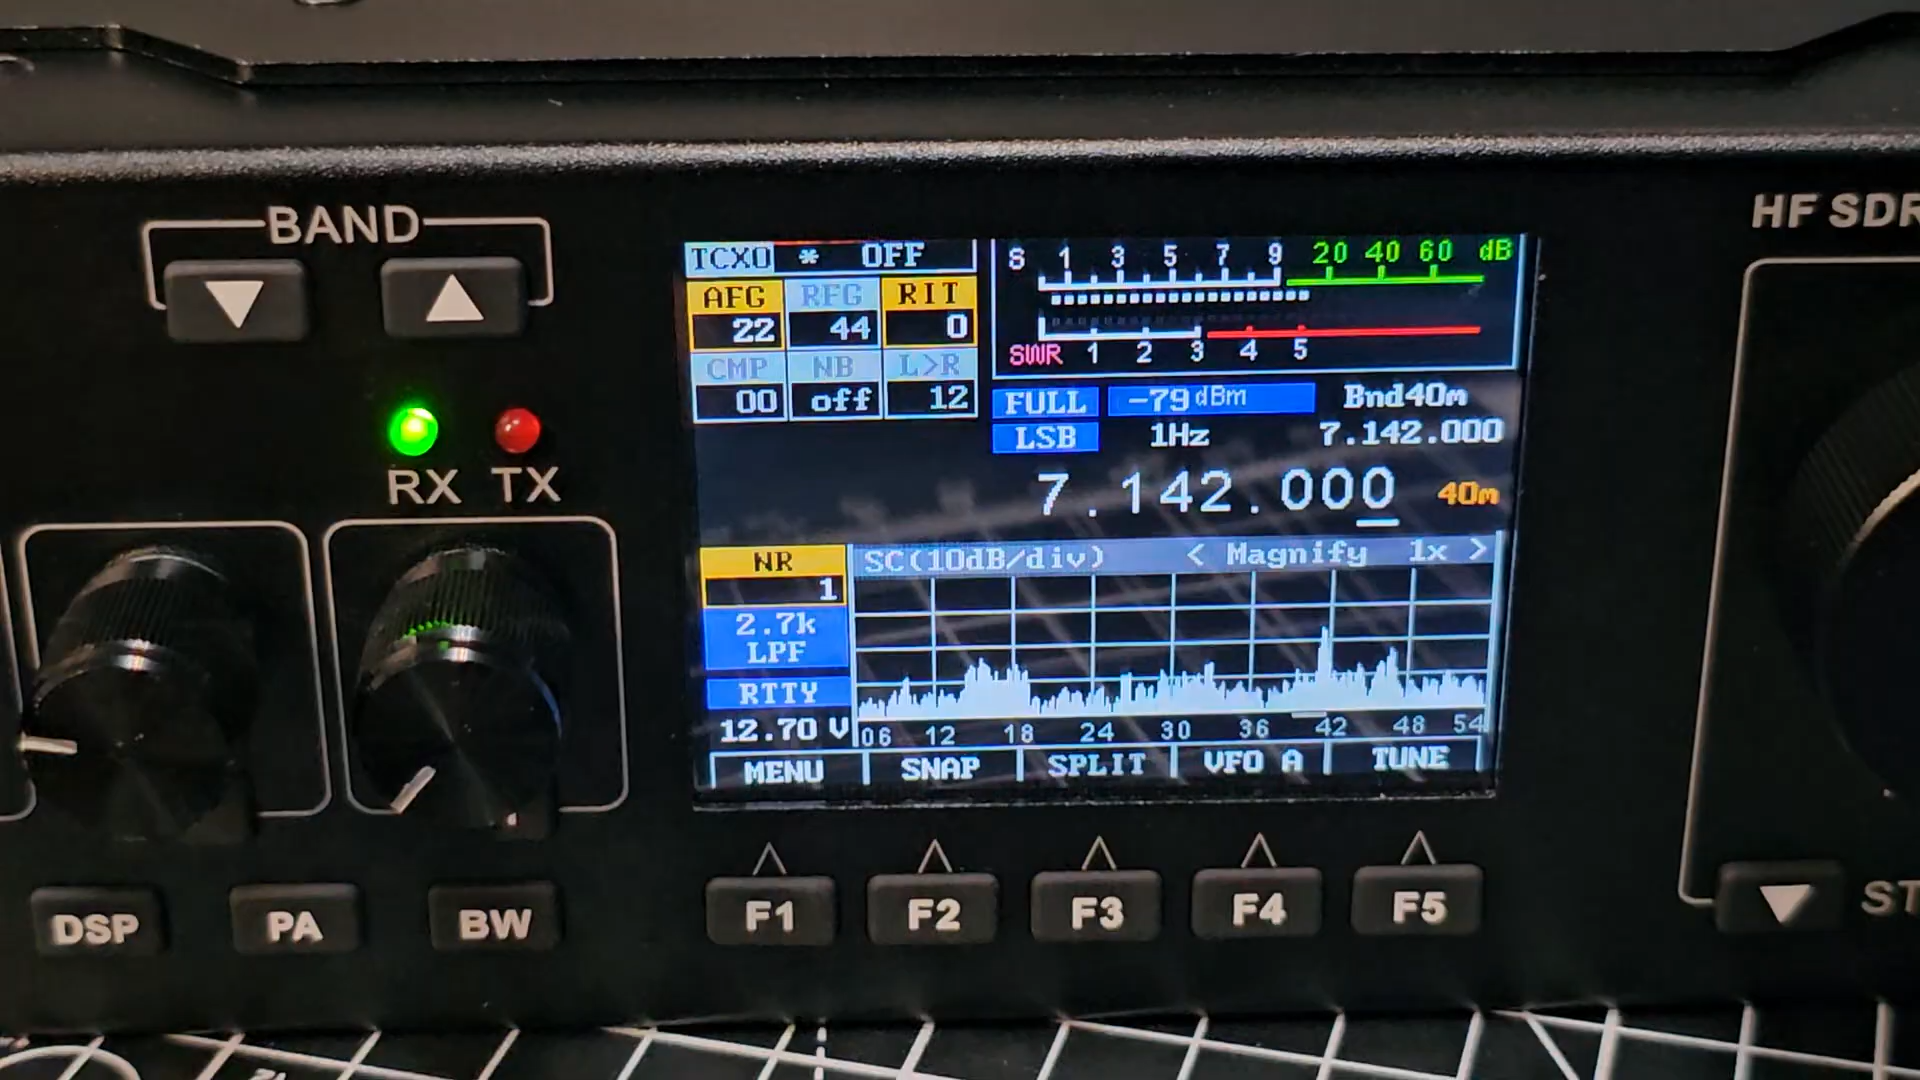 BAND
HF SDR
RX TX
TCXO * OFF
AFG RFG RIT
22 44 0
CMP NB L>R
00 off 12
S 1 3 5 7 9 20 40 60 dB
SWR 1 2 3 4 5
FULL -79dBm Bnd40m
LSB 1Hz 7.142.000
7.142.000 40m
NR
1
2.7k
LPF
RTTY
12.70 V
SC(10dB/div) < Magnify 1x >
06 12 18 24 30 36 42 48 54
MENU SNAP SPLIT VFO A TUNE
DSP PA BW F1 F2 F3 F4 F5
ST